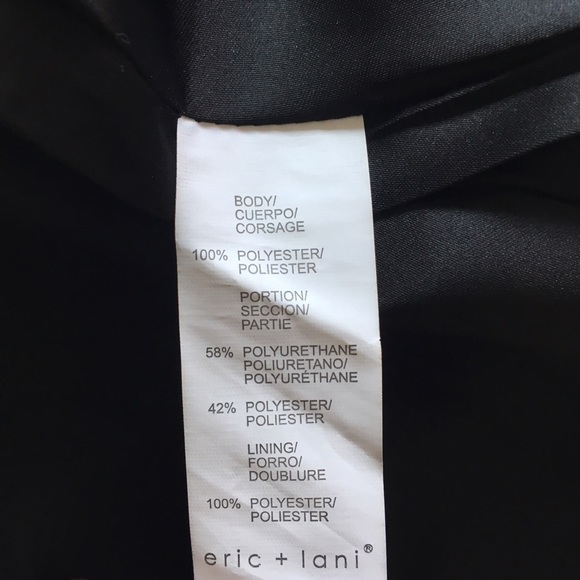 BODY/
CUERPO/
CORSAGE
100% POLYESTER/
POLIESTER
PORTION/
SECCION/
PARTIE
58% POLYURETHANE
POLIURETANO/
POLYURÉTHANE
42% POLYESTER/
POLIESTER
LINING/
FORRO/
DOUBLURE
100% POLYESTER/
POLIESTER
eric + lani®